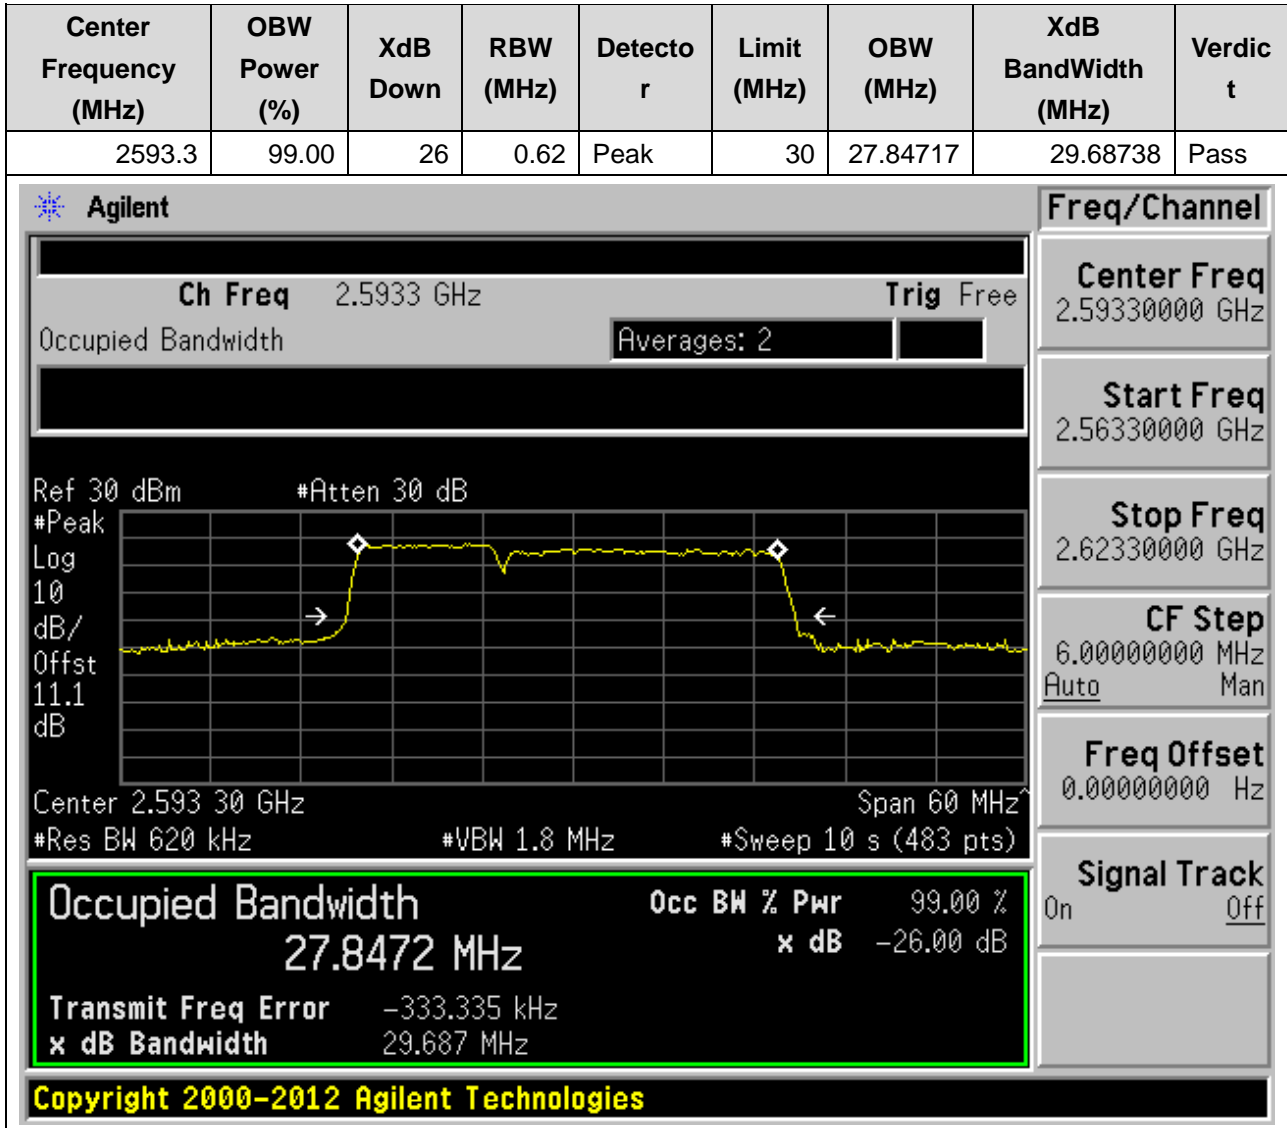 Center Frequency (MHz) OBW Power (%) XdB Down RBW (MHz) Detecto r Limit (MHz) OBW (MHz) XdB BandWidth (MHz) Verdic t
2593.3 99.00 26 0.62 Peak 30 27.84717 29.68738 Pass
Agilent
Freq/Channel
Ch Freq 2.5933 GHz Trig Free
Occupied Bandwidth Averages: 2
Center Freq
2.59330000 GHz
Start Freq
2.56330000 GHz
Stop Freq
2.62330000 GHz
CF Step
6.00000000 MHz
Auto Man
Freq Offset
0.00000000 Hz
Signal Track
On Off
Ref 30 dBm #Atten 30 dB
#Peak
Log
10
dB/
Offst
11.1
dB
Center 2.593 30 GHz Span 60 MHz^
#Res BW 620 kHz #VBW 1.8 MHz #Sweep 10 s (483 pts)
Occupied Bandwidth Occ BW % Pwr 99.00 %
27.8472 MHz x dB -26.00 dB
Transmit Freq Error -333.335 kHz
x dB Bandwidth 29.687 MHz
Copyright 2000-2012 Agilent Technologies